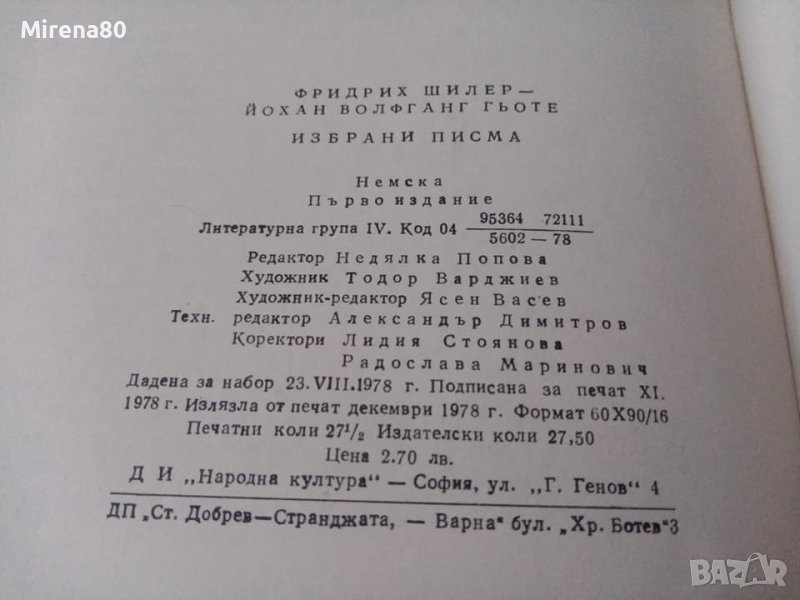 Mirena80
ФРИДРИХ ШИЛЕР—
ЙОХАН ВОЛФГАНГ ГЬОТЕ
ИЗБРАНИ ПИСМА
Немска
Първо издание
Литературна група IV. Код 04 95364 72111
5602 — 78
Редактор Недялка Попова
Художник Тодор Варджиев
Художник-редактор Ясен Васев
Техн. редактор Александър Димитров
Коректори Лидия Стоянова
Радослава Маринович
Дадена за набор 23.VIII.1978 г. Подписана за печат XI.
1978 г. Излязла от печат декември 1978 г. Формат 60X90/16
Печатни коли 27¹/₂ Издателски коли 27,50
Цена 2.70 лв.
Д И „Народна култура" — София, ул. „Г. Генов" 4
ДП „Ст. Добрев—Странджата, — Варна" бул. „Хр. Ботев"3
BAZAR